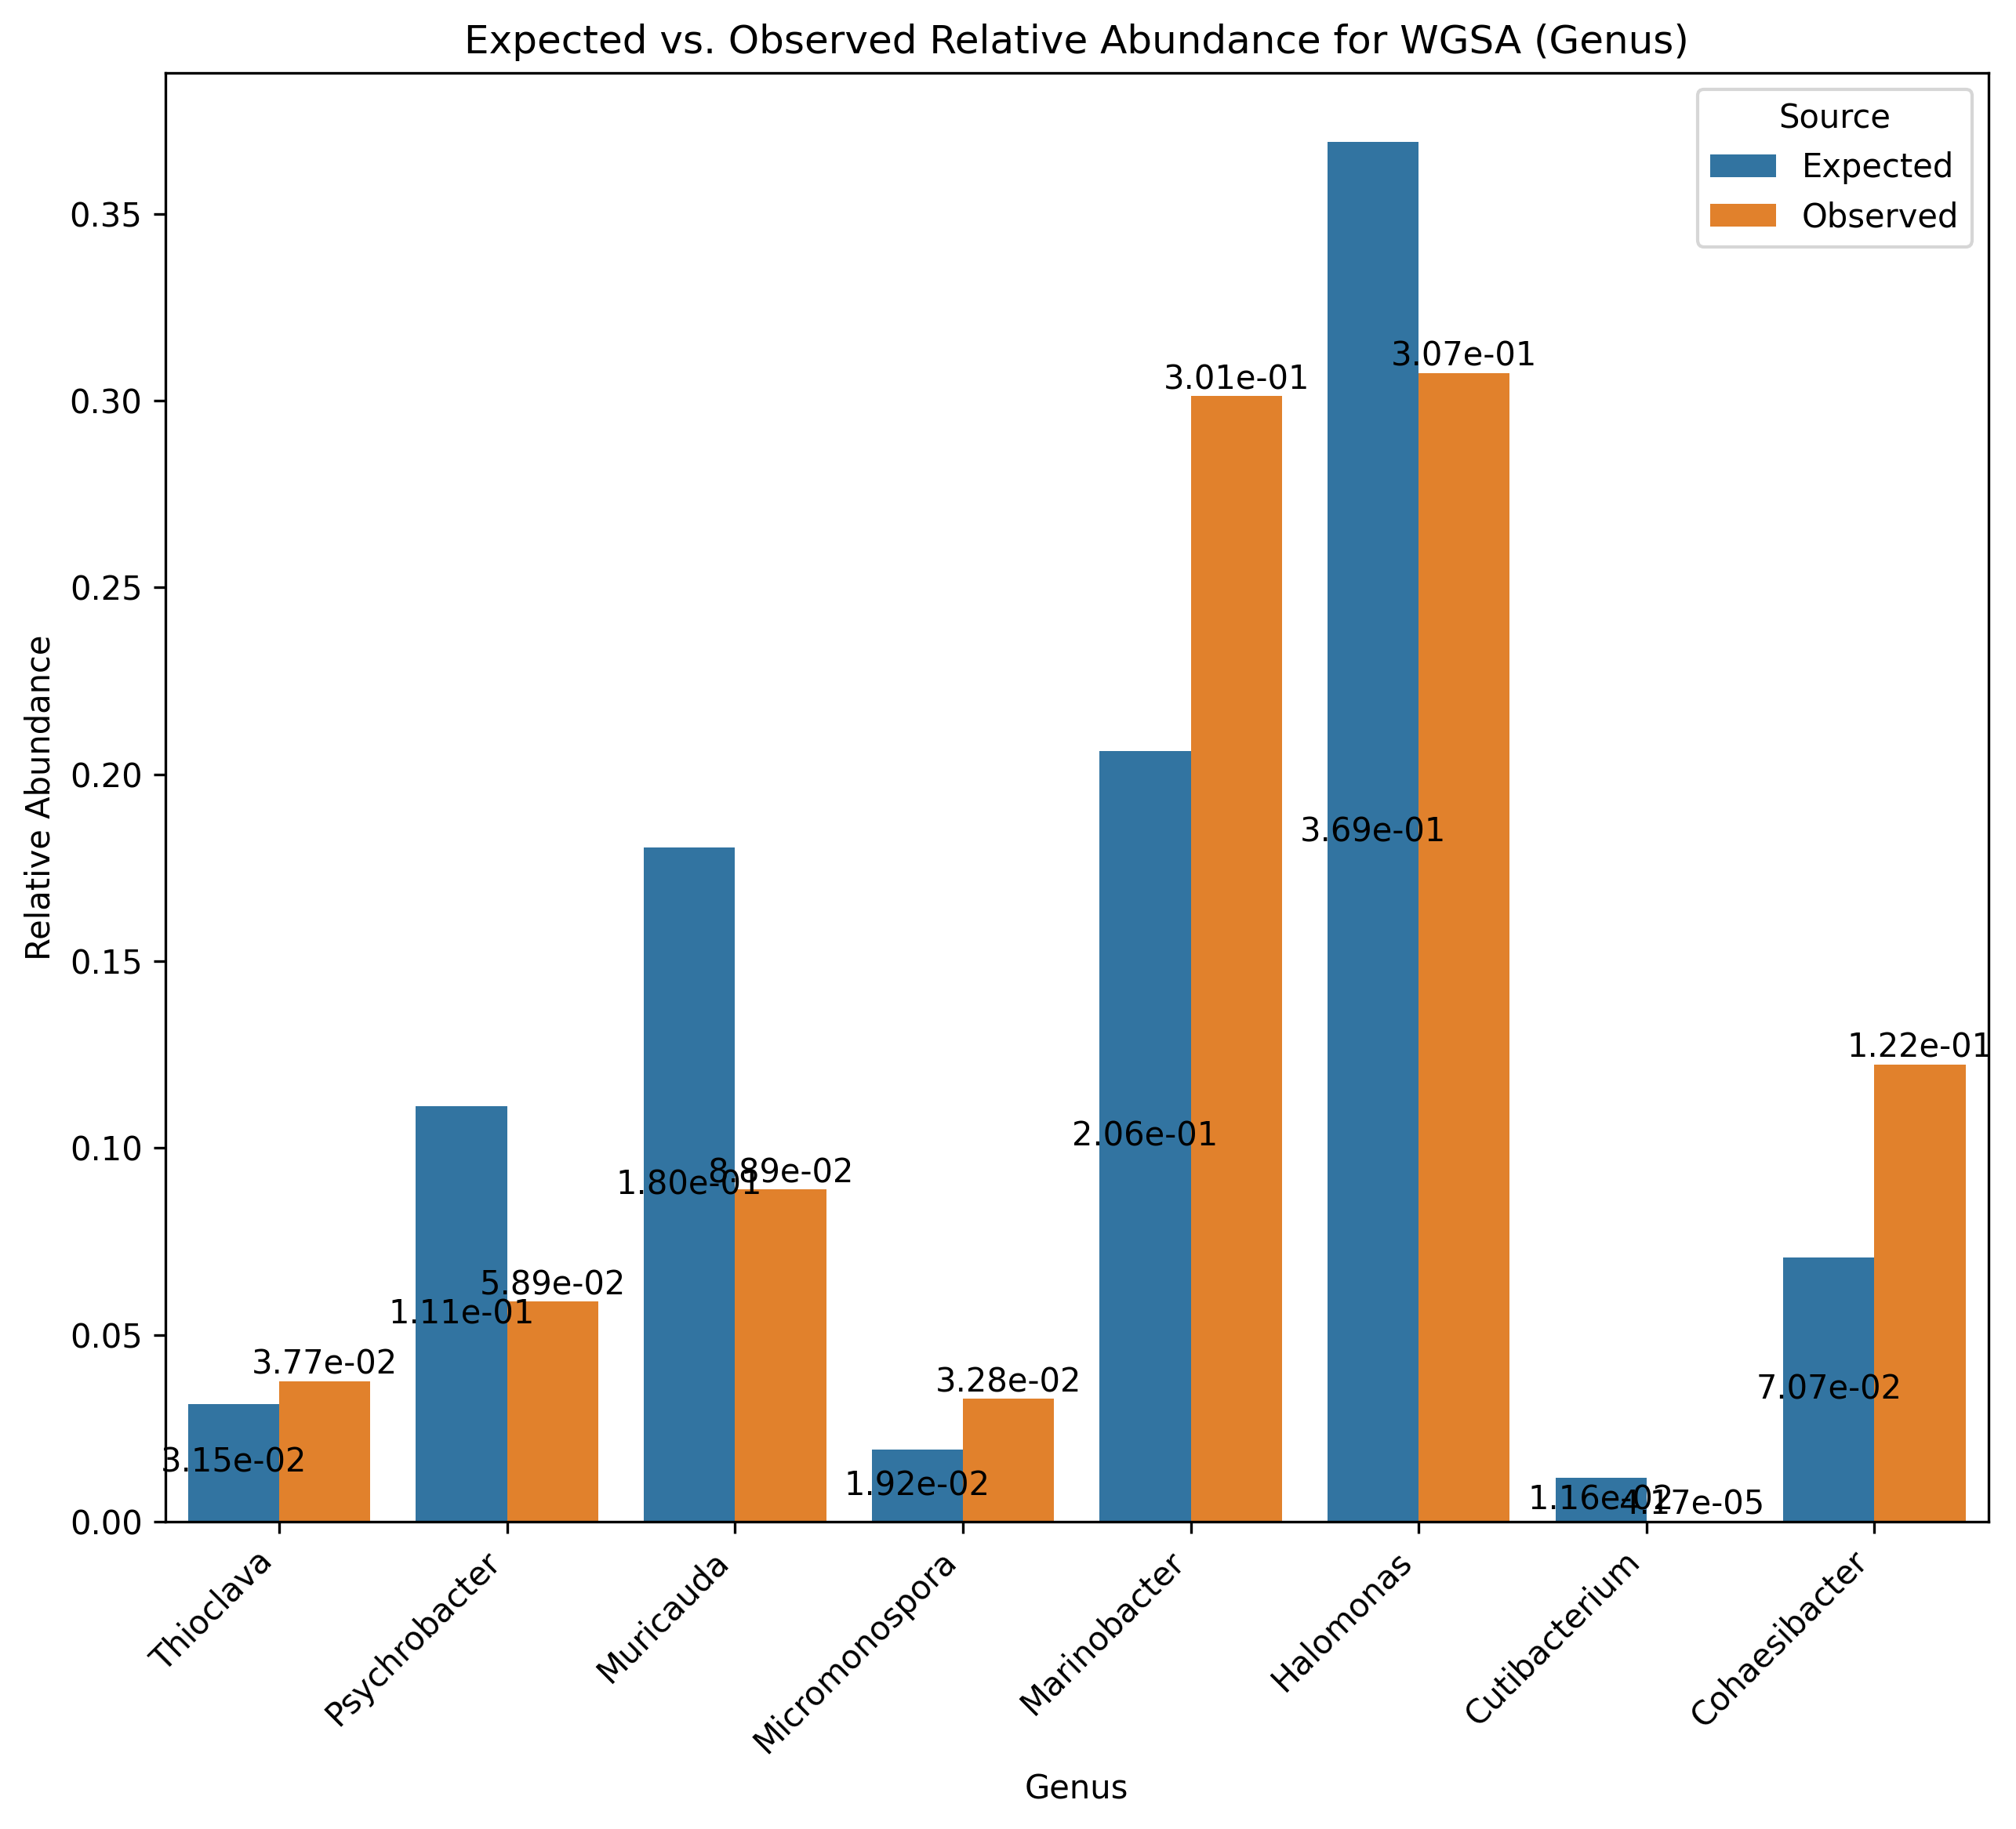 Expected vs. Observed Relative Abundance for WGSA (Genus)
Source
Expected
Observed
Relative Abundance
0.35
0.30
0.25
0.20
0.15
0.10
0.05
0.00
3.15e-02
3.77e-02
1.11e-01
5.89e-02
1.80e-01
8.89e-02
1.92e-02
3.28e-02
2.06e-01
3.01e-01
3.69e-01
3.07e-01
1.16e-02
4.17e-05
7.07e-02
1.22e-01
Thioclava
Psychrobacter
Muricauda
Micromonospora
Marinobacter
Halomonas
Cutibacterium
Cohaesibacter
Genus